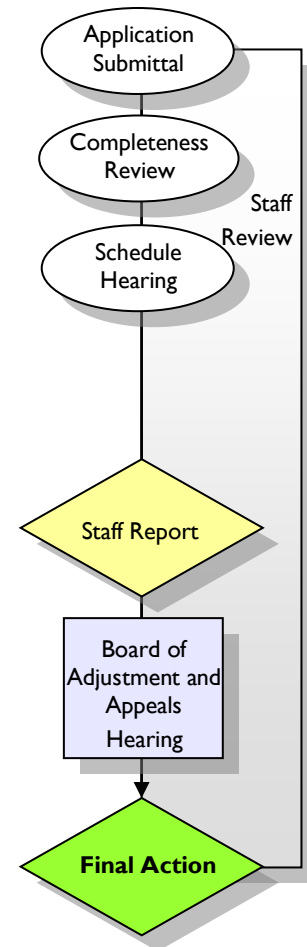 Application
Submittal
Completeness
Review
Staff
Review
Schedule
Hearing
Staff Report
Board of
Adjustment and
Appeals
Hearing
Final Action